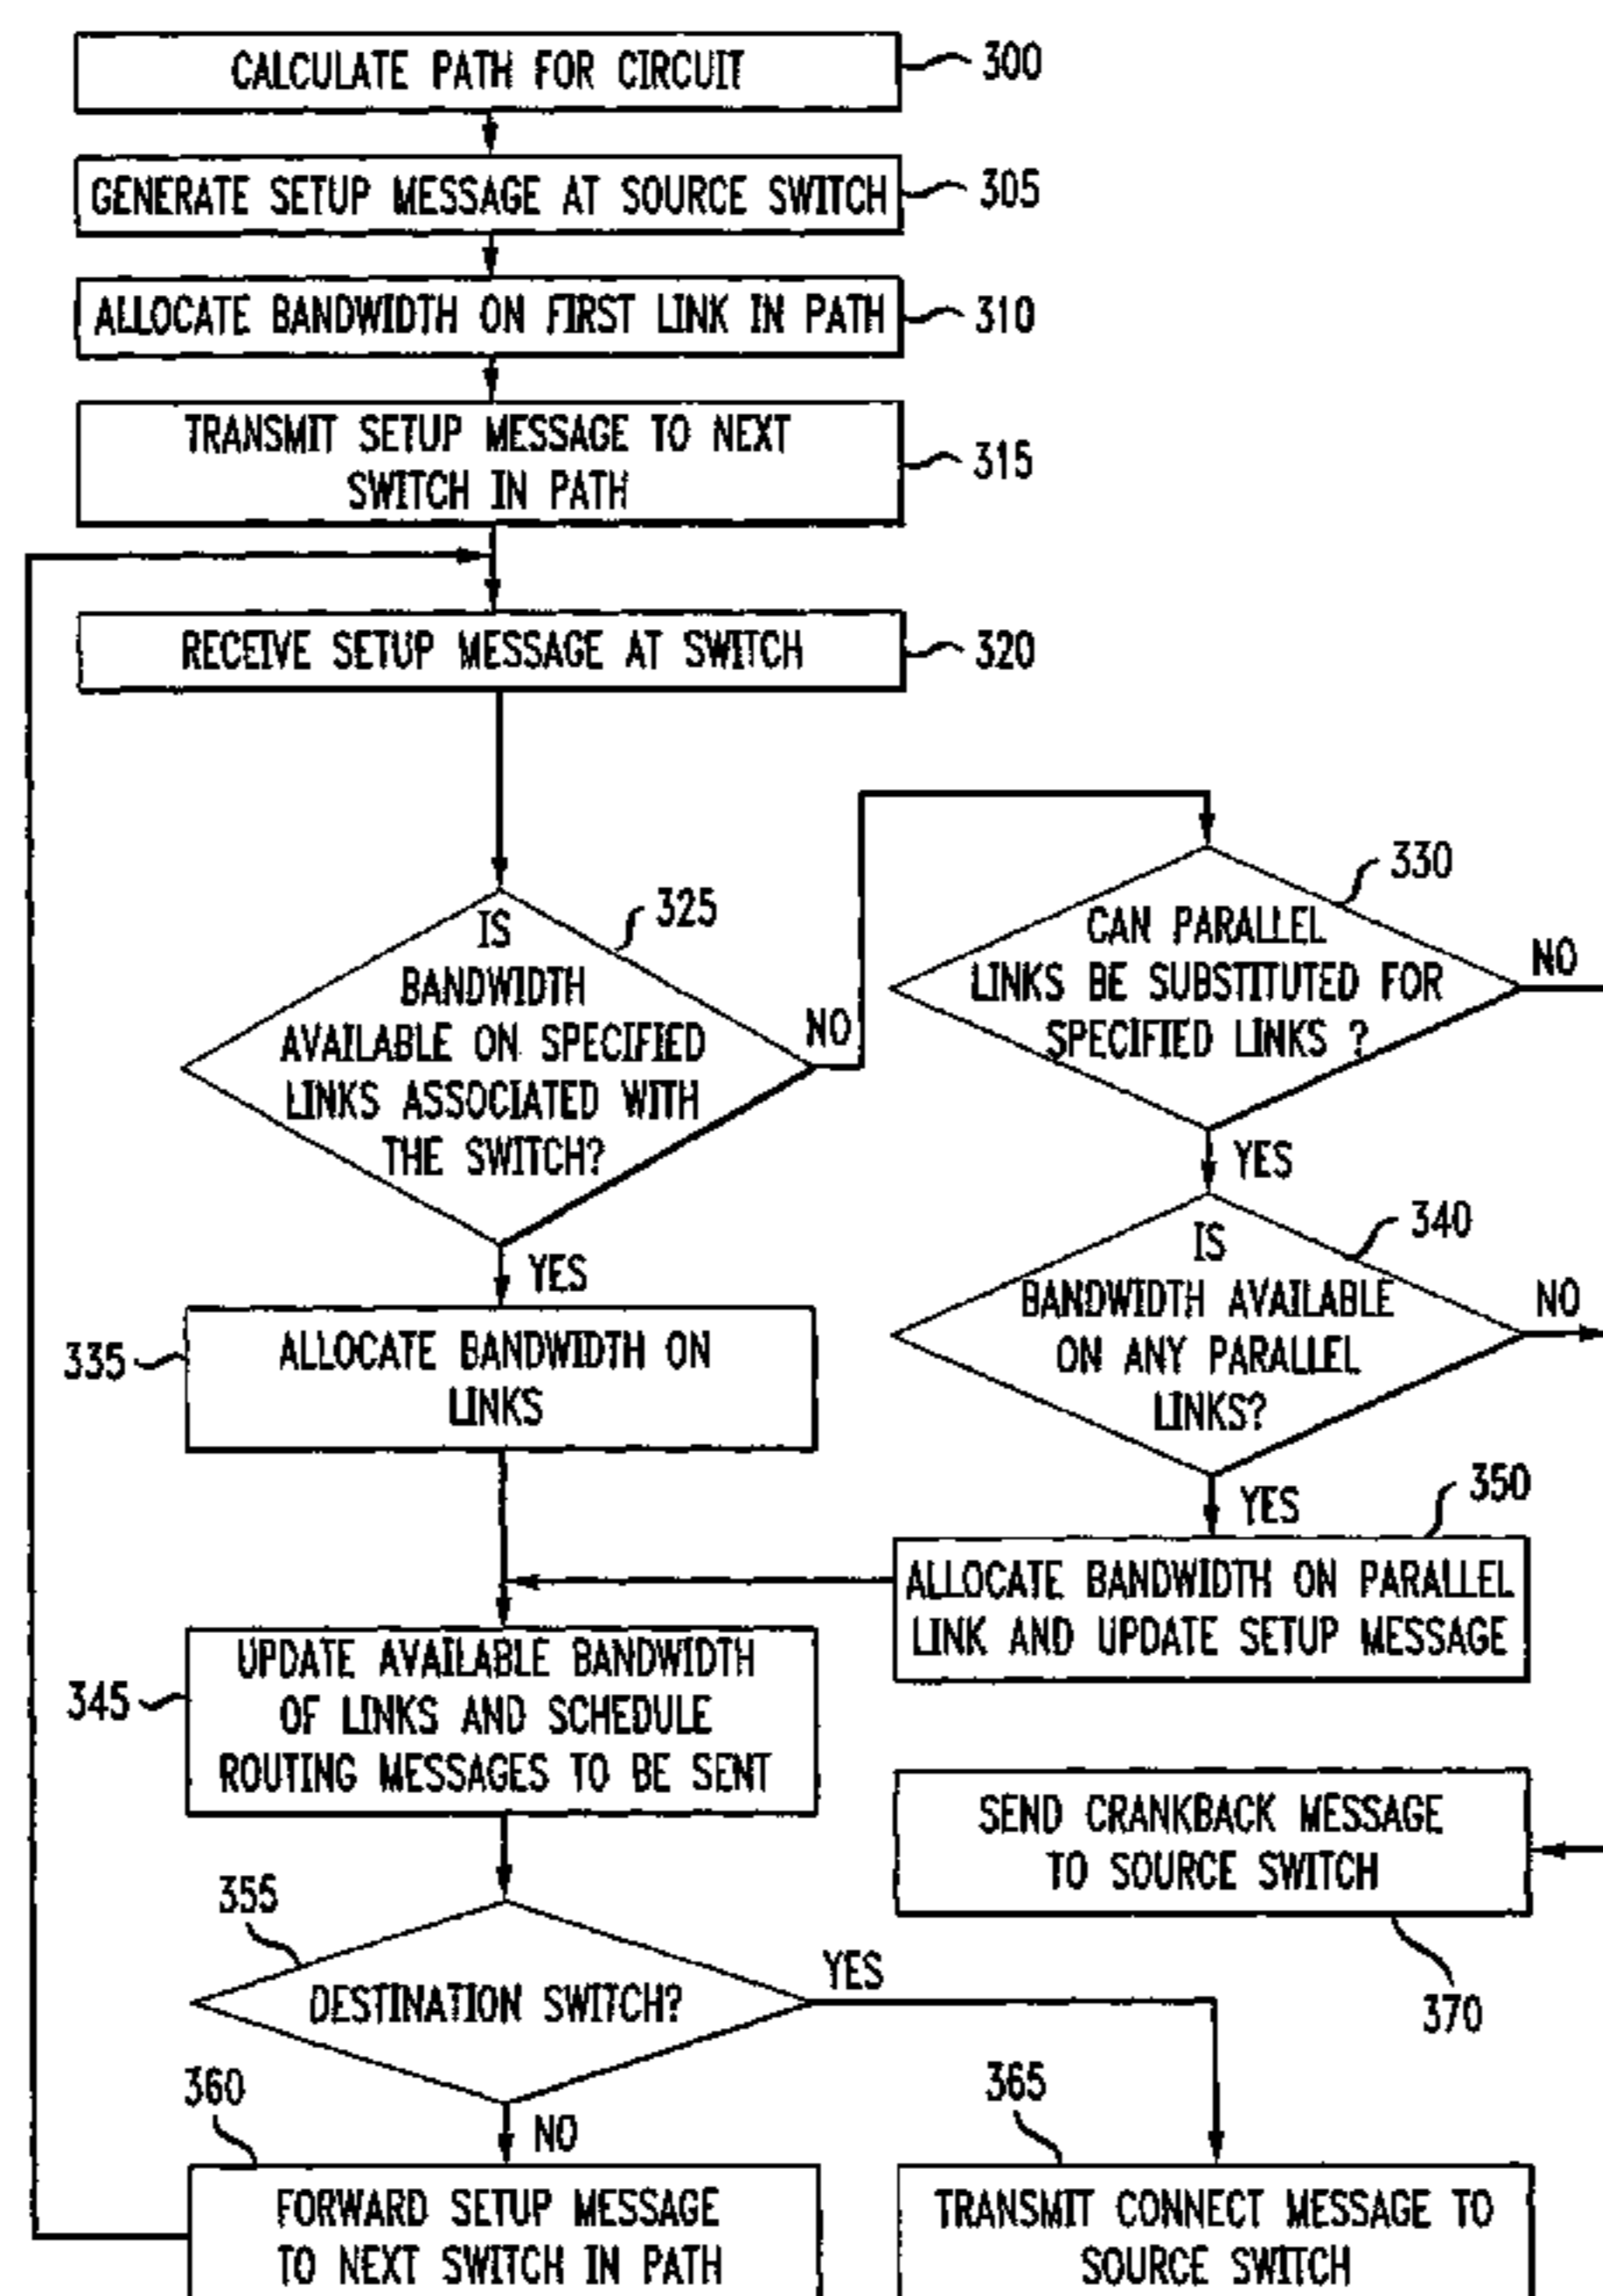 CALCULATE PATH FOR CIRCUIT
300
GENERATE SETUP MESSAGE AT SOURCE SWITCH
305
ALLOCATE BANDWIDTH ON FIRST LINK IN PATH
310
TRANSMIT SETUP MESSAGE TO NEXT
SWITCH IN PATH
315
RECEIVE SETUP MESSAGE AT SWITCH
320
325
IS
BANDWIDTH
AVAILABLE ON SPECIFIED
LINKS ASSOCIATED WITH
THE SWITCH?
NO
YES
330
CAN PARALLEL
LINKS BE SUBSTITUTED FOR
SPECIFIED LINKS ?
NO
YES
340
IS
BANDWIDTH AVAILABLE
ON ANY PARALLEL
LINKS?
NO
YES
335
ALLOCATE BANDWIDTH ON
LINKS
350
ALLOCATE BANDWIDTH ON PARALLEL
LINK AND UPDATE SETUP MESSAGE
345
UPDATE AVAILABLE BANDWIDTH
OF LINKS AND SCHEDULE
ROUTING MESSAGES TO BE SENT
SEND CRANKBACK MESSAGE
TO SOURCE SWITCH
370
355
DESTINATION SWITCH?
YES
NO
360
FORWARD SETUP MESSAGE
TO NEXT SWITCH IN PATH
365
TRANSMIT CONNECT MESSAGE TO
SOURCE SWITCH